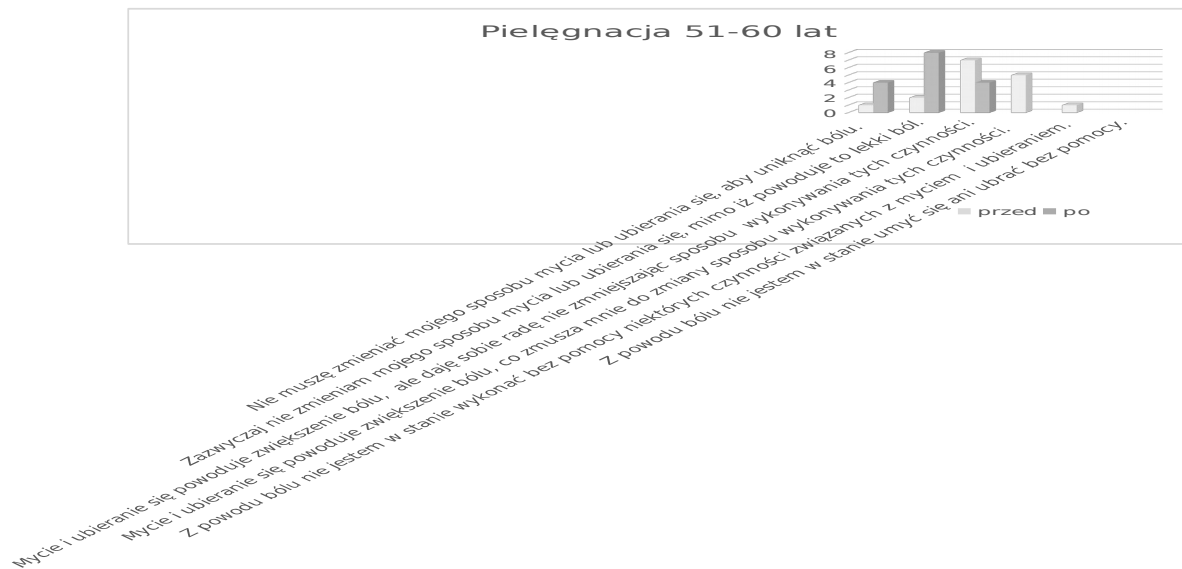 Pielęgnacja 51-60 lat
8
6
4
2
0
Nie muszę zmieniać mojego sposobu mycia lub ubierania się, aby uniknąć bólu.
Zazwyczaj nie zmieniam mojego sposobu mycia lub ubierania się, mimo iż powoduje to lekki ból.
Mycie i ubieranie się powoduje zwiększenie bólu,  ale daję sobie radę nie zmniejszając sposobu  wykonywania tych czynności.
Mycie i ubieranie się powoduje zwiększenie bólu, co zmusza mnie do zmiany sposobu wykonywania tych czynności.
Z powodu bólu nie jestem w stanie wykonać bez pomocy niektórych czynności związanych z myciem  i ubieraniem.
Z powodu bólu nie jestem w stanie umyć się ani ubrać bez pomocy.
przed po